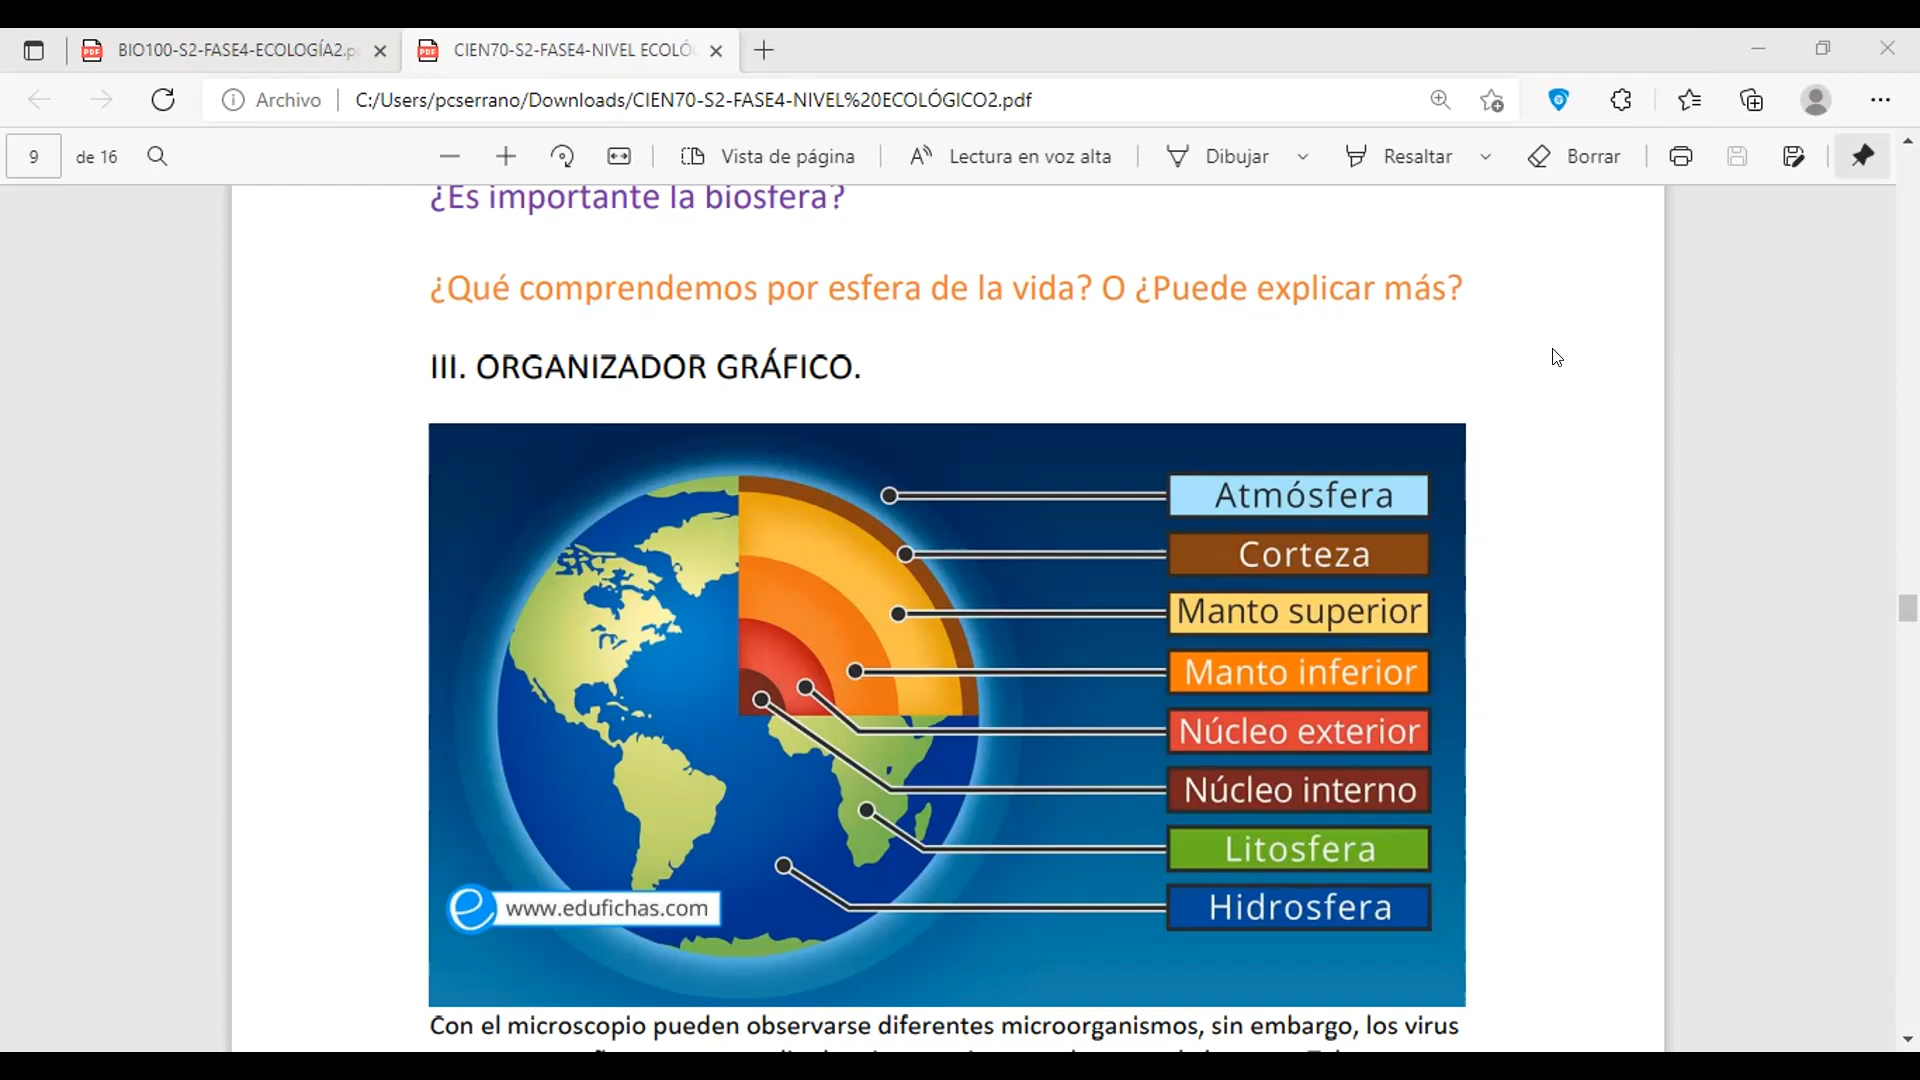 BIO100-S2-FASE4-ECOLOGÍA2.p
CIEN70-S2-FASE4-NIVEL ECOLÓ
Archivo
C:/Users/pcserrano/Downloads/CIEN70-S2-FASE4-NIVEL%20ECOLÓGICO2.pdf
9 de 16
Vista de página
Lectura en voz alta
Dibujar
Resaltar
Borrar
¿Es importante la biosfera?
¿Qué comprendemos por esfera de la vida? O ¿Puede explicar más?
III. ORGANIZADOR GRÁFICO.
Atmósfera
Corteza
Manto superior
Manto inferior
Núcleo exterior
Núcleo interno
Litosfera
Hidrosfera
www.edufichas.com
Con el microscopio pueden observarse diferentes microorganismos, sin embargo, los virus